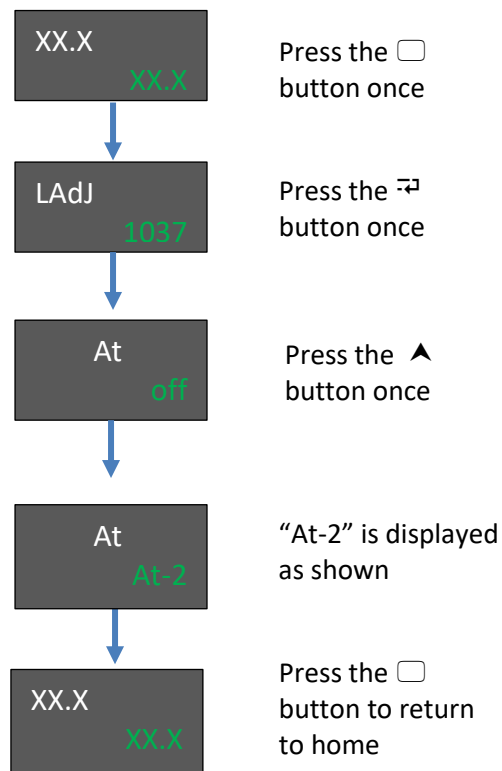 XX.X
XX.X
Press the
button once
LAdJ
1037
Press the
button once
At
off
Press the
button once
At
At-2
“At-2” is displayed
as shown
XX.X
XX.X
Press the
button to return
to home